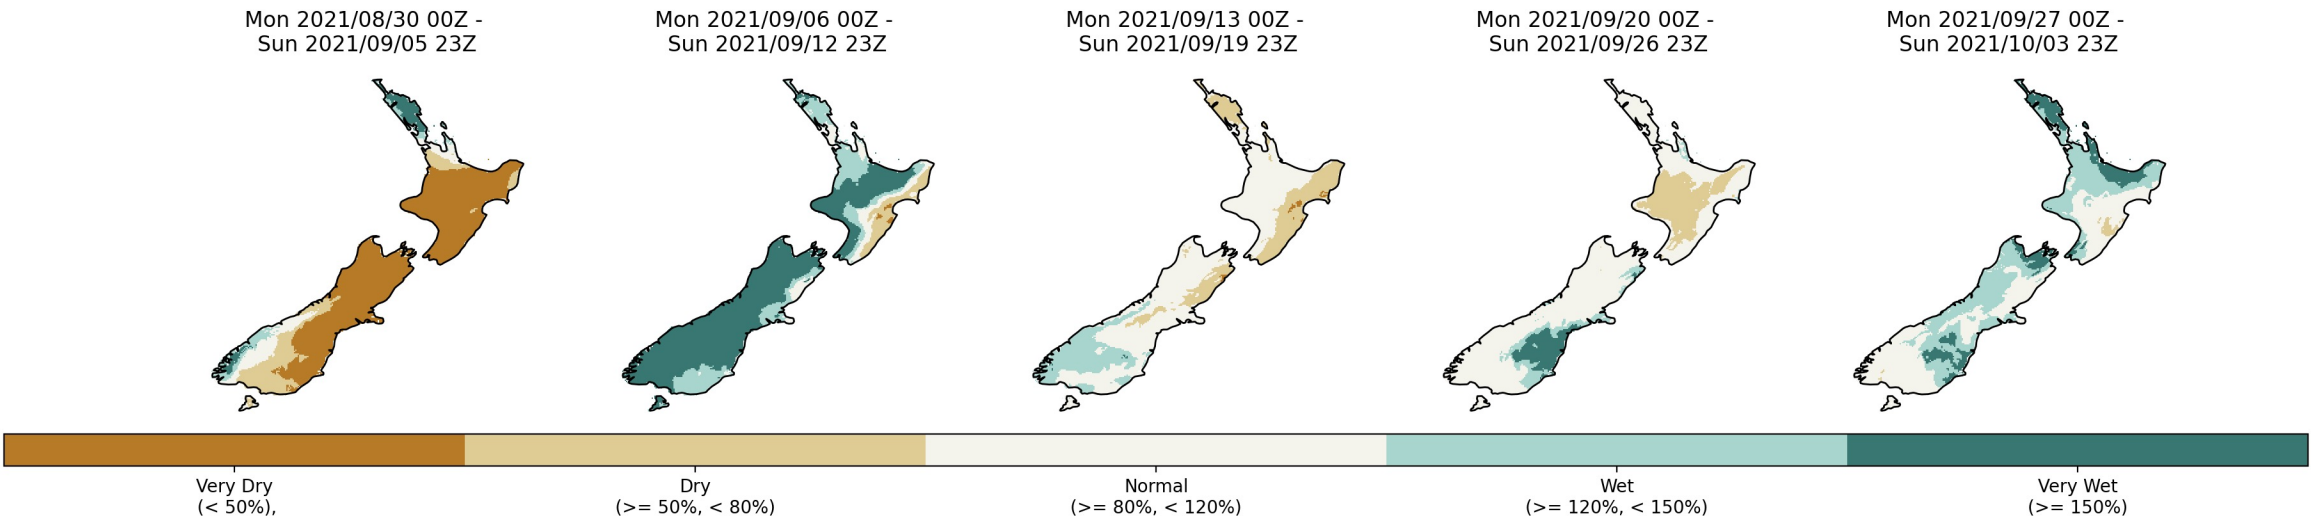 Mon 2021/08/30 00Z -
Sun 2021/09/05 23Z
Mon 2021/09/06 00Z -
Sun 2021/09/12 23Z
Mon 2021/09/13 00Z -
Sun 2021/09/19 23Z
Mon 2021/09/20 00Z -
Sun 2021/09/26 23Z
Mon 2021/09/27 00Z -
Sun 2021/10/03 23Z
Very Dry
(< 50%),
Dry
(>= 50%, < 80%)
Normal
(>= 80%, < 120%)
Wet
(>= 120%, < 150%)
Very Wet
(>= 150%)